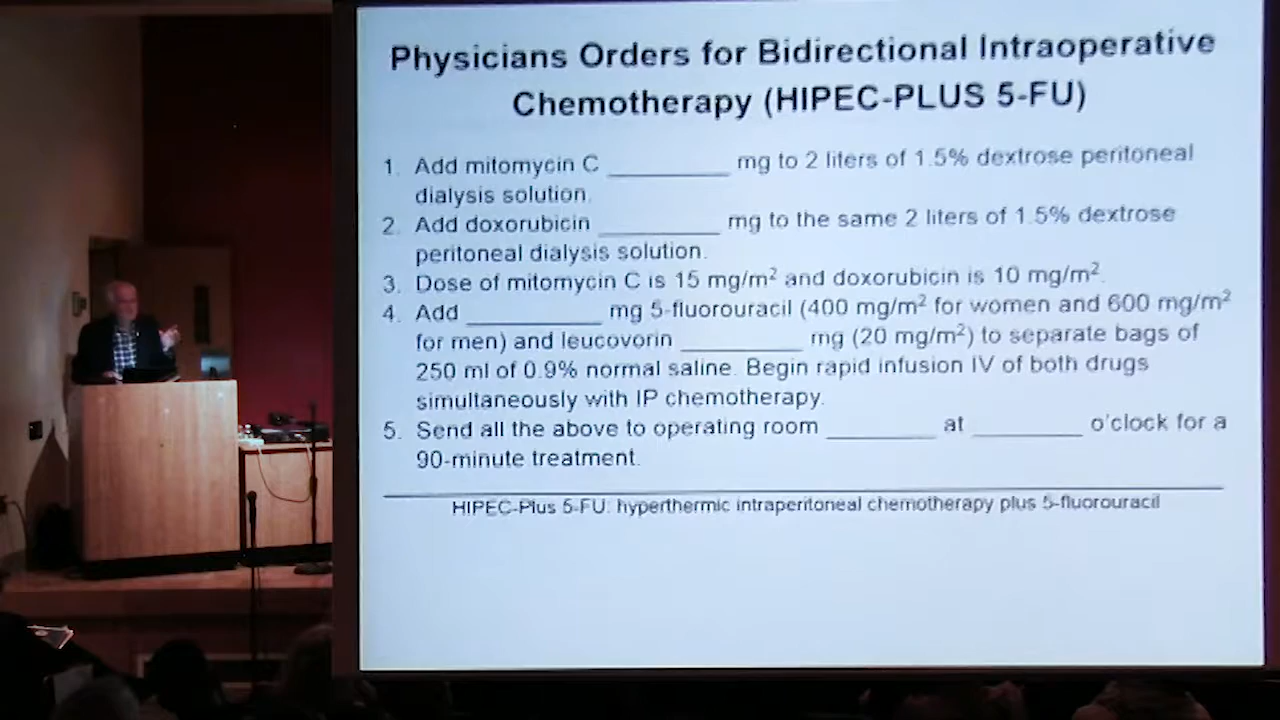 Physicians Orders for Bidirectional Intraoperative
Chemotherapy (HIPEC-PLUS 5-FU)
1. Add mitomycin C __________ mg to 2 liters of 1.5% dextrose peritoneal
dialysis solution.
2. Add doxorubicin __________ mg to the same 2 liters of 1.5% dextrose
peritoneal dialysis solution.
3. Dose of mitomycin C is 15 mg/m² and doxorubicin is 10 mg/m².
4. Add ___________ mg 5-fluorouracil (400 mg/m² for women and 600 mg/m²
for men) and leucovorin __________ mg (20 mg/m²) to separate bags of
250 ml of 0.9% normal saline. Begin rapid infusion IV of both drugs
simultaneously with IP chemotherapy.
5. Send all the above to operating room _________ at _________ o'clock for a
90-minute treatment.
HIPEC-Plus 5-FU: hyperthermic intraperitoneal chemotherapy plus 5-fluorouracil